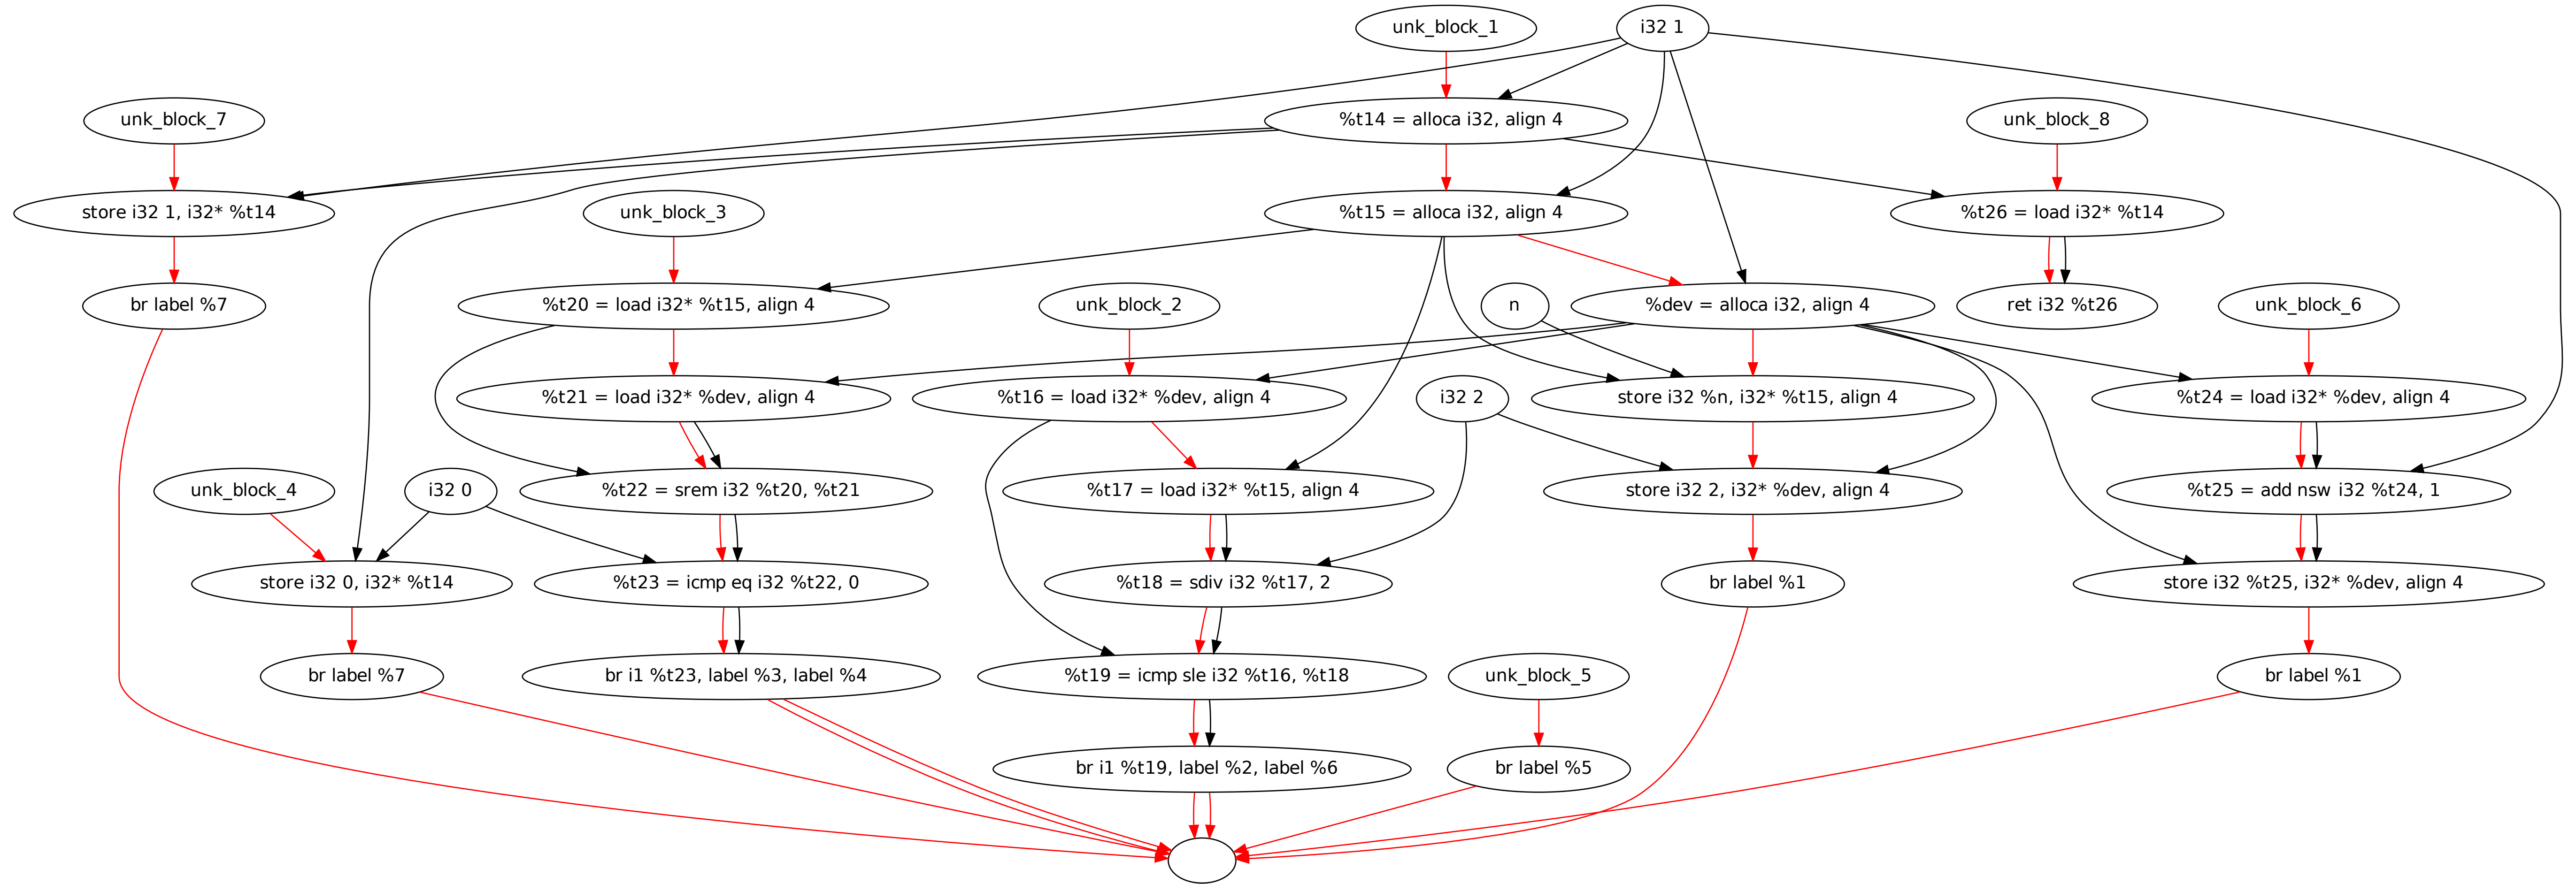 unk_block_1
i32 1
unk_block_7
%t14 = alloca i32, align 4
unk_block_8
store i32 1, i32* %t14
unk_block_3
%t15 = alloca i32, align 4
%t26 = load i32* %t14
br label %7
%t20 = load i32* %t15, align 4
unk_block_2
n
%dev = alloca i32, align 4
ret i32 %t26
unk_block_6
%t21 = load i32* %dev, align 4
%t16 = load i32* %dev, align 4
i32 2
store i32 %n, i32* %t15, align 4
%t24 = load i32* %dev, align 4
unk_block_4
i32 0
%t22 = srem i32 %t20, %t21
%t17 = load i32* %t15, align 4
store i32 2, i32* %dev, align 4
%t25 = add nsw i32 %t24, 1
store i32 0, i32* %t14
%t23 = icmp eq i32 %t22, 0
%t18 = sdiv i32 %t17, 2
br label %1
store i32 %t25, i32* %dev, align 4
br label %7
br i1 %t23, label %3, label %4
%t19 = icmp sle i32 %t16, %t18
unk_block_5
br label %1
br i1 %t19, label %2, label %6
br label %5